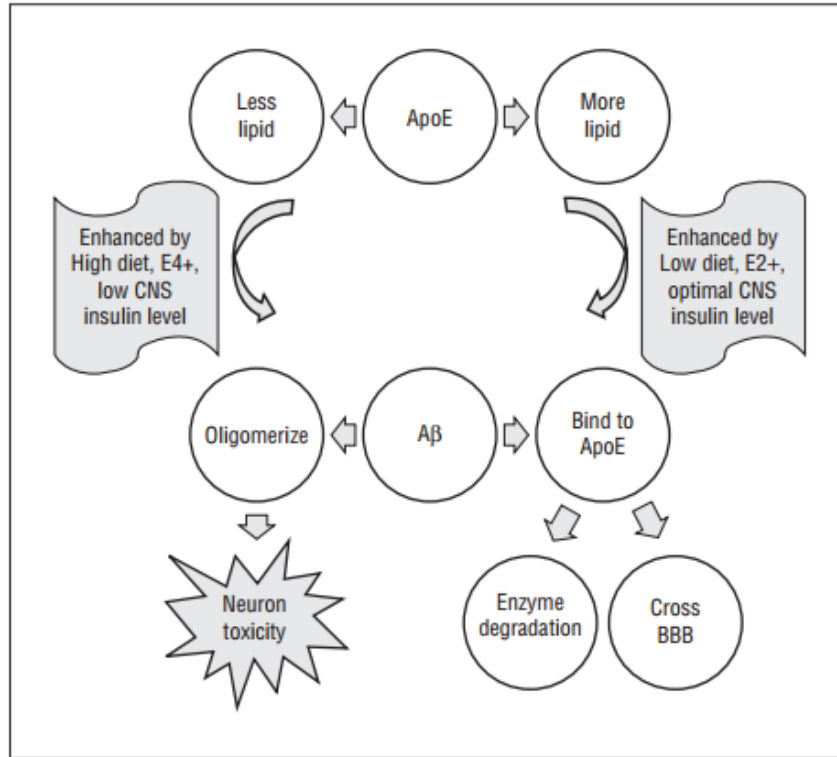 Less
lipid
ApoE
More
lipid
Enhanced by
High diet, E4+,
low CNS
insulin level
Enhanced by
Low diet, E2+,
optimal CNS
insulin level
Oligomerize
Aβ
Bind to
ApoE
Neuron
toxicity
Enzyme
degradation
Cross
BBB